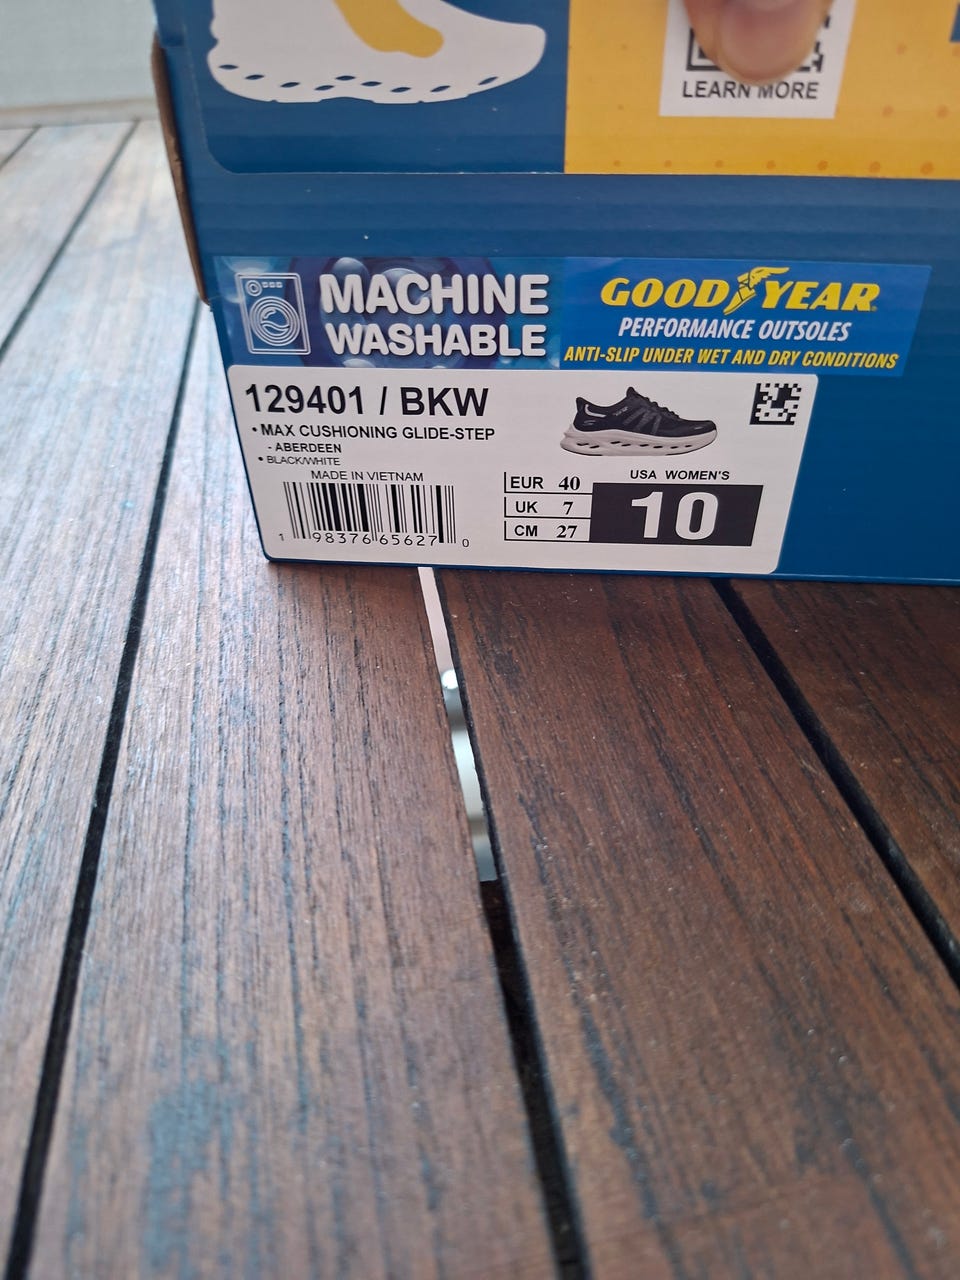 LEARN MORE
MACHINE
WASHABLE
GOOD YEAR
PERFORMANCE OUTSOLES
ANTI-SLIP UNDER WET AND DRY CONDITIONS
129401 / BKW
• MAX CUSHIONING GLIDE-STEP
- ABERDEEN
• BLACK/WHITE
MADE IN VIETNAM
1 98376 65627 0
EUR 40
UK 7
CM 27
USA WOMEN'S
10